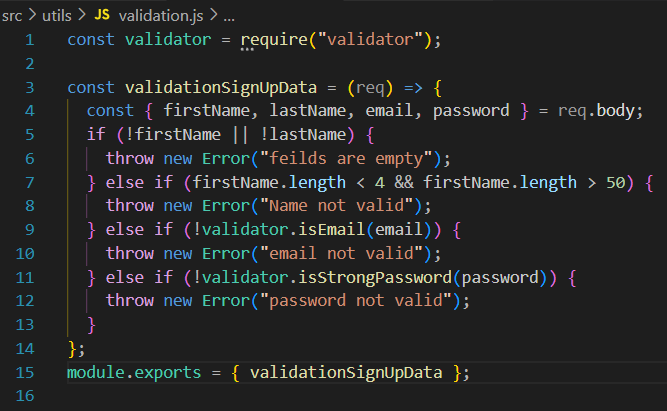 src > utils > JS validation.js > ...
1 const validator = require("validator");
2
3 const validationSignUpData = (req) => {
4   const { firstName, lastName, email, password } = req.body;
5   if (!firstName || !lastName) {
6     throw new Error("feilds are empty");
7   } else if (firstName.length < 4 && firstName.length > 50) {
8     throw new Error("Name not valid");
9   } else if (!validator.isEmail(email)) {
10     throw new Error("email not valid");
11   } else if (!validator.isStrongPassword(password)) {
12     throw new Error("password not valid");
13   }
14 };
15 module.exports = { validationSignUpData };
16